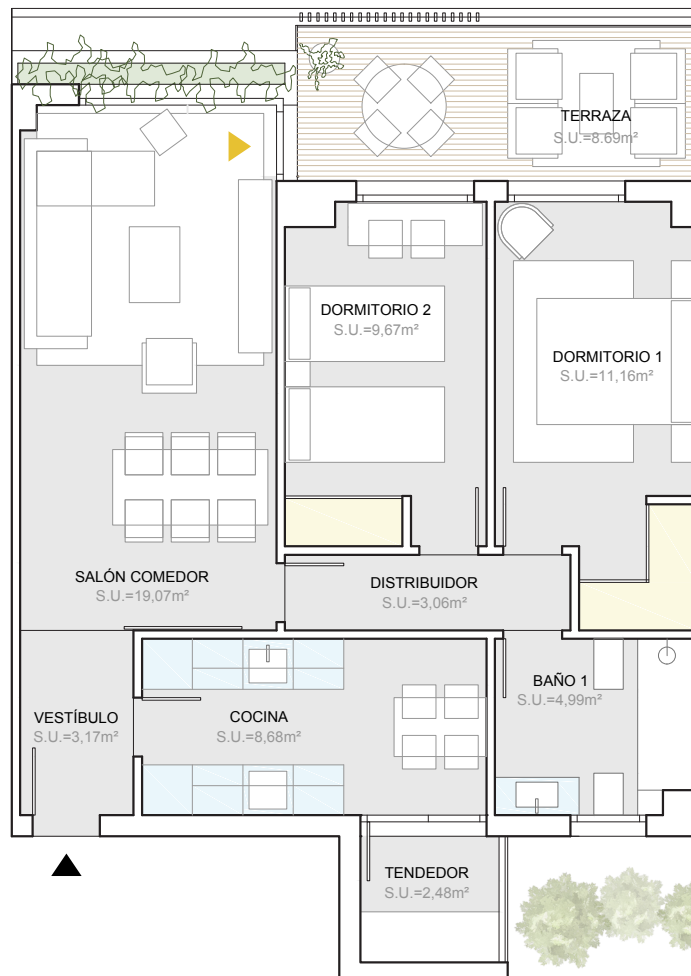 TERRAZA
S.U.=8.69m²
DORMITORIO 2
S.U.=9,67m²
DORMITORIO 1
S.U.=11,16m²
SALÓN COMEDOR
S.U.=19,07m²
DISTRIBUIDOR
S.U.=3,06m²
VESTÍBULO
S.U.=3,17m²
COCINA
S.U.=8,68m²
BAÑO 1
S.U.=4,99m²
TENDEDOR
S.U.=2,48m²